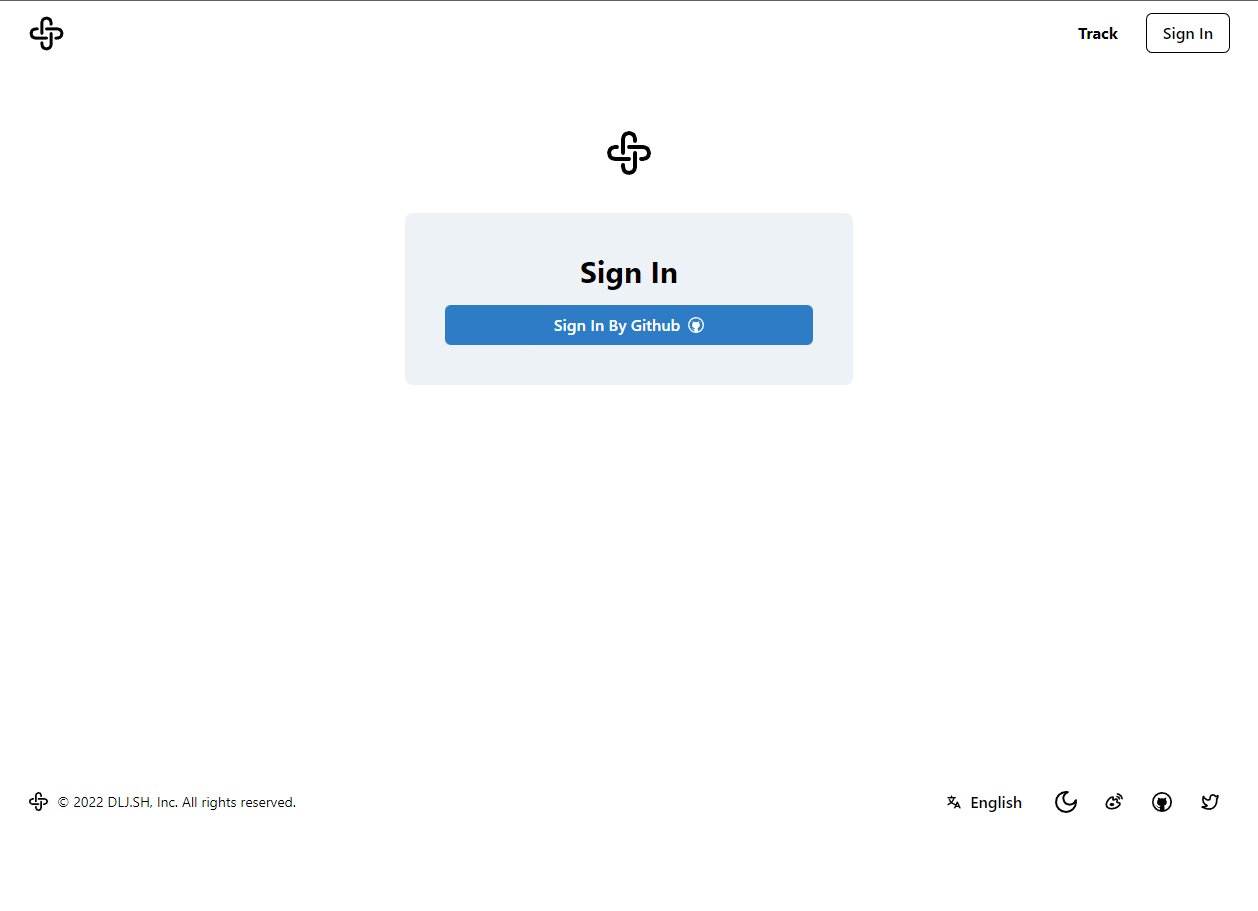 Track
Sign In
Sign In
Sign In By Github
© 2022 DLJ.SH, Inc. All rights reserved.
English